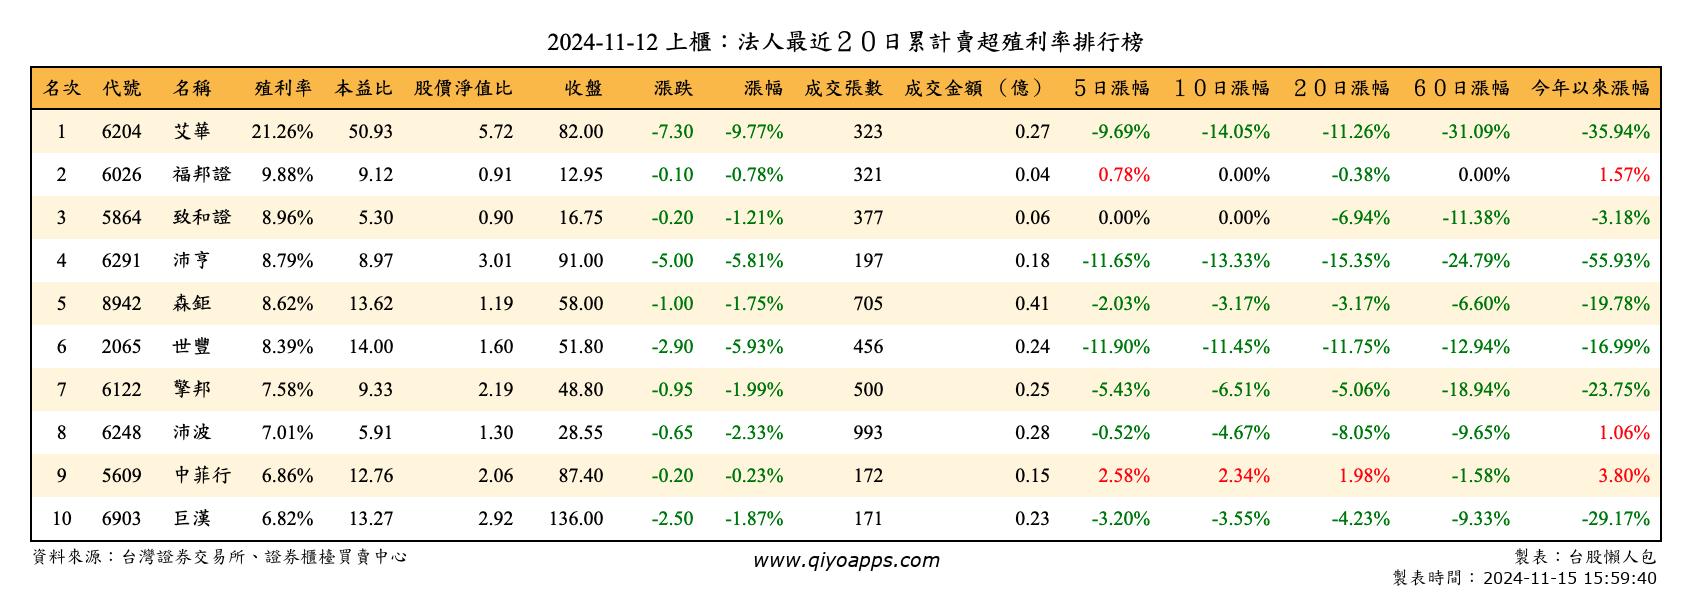 2024-11-12 上櫃：法人最近２０日累計賣超殖利率排行榜
名次 代號 名稱 殖利率 本益比 股價淨值比 收盤 漲跌 漲幅 成交張數 成交金額（億） ５日漲幅 １０日漲幅 ２０日漲幅 ６０日漲幅 今年以來漲幅
1 6204 艾華 21.26% 50.93 5.72 82.00 -7.30 -9.77% 323 0.27 -9.69% -14.05% -11.26% -31.09% -35.94%
2 6026 福邦證 9.88% 9.12 0.91 12.95 -0.10 -0.78% 321 0.04 0.78% 0.00% -0.38% 0.00% 1.57%
3 5864 致和證 8.96% 5.30 0.90 16.75 -0.20 -1.21% 377 0.06 0.00% 0.00% -6.94% -11.38% -3.18%
4 6291 沛亨 8.79% 8.97 3.01 91.00 -5.00 -5.81% 197 0.18 -11.65% -13.33% -15.35% -24.79% -55.93%
5 8942 森鉅 8.62% 13.62 1.19 58.00 -1.00 -1.75% 705 0.41 -2.03% -3.17% -3.17% -6.60% -19.78%
6 2065 世豐 8.39% 14.00 1.60 51.80 -2.90 -5.93% 456 0.24 -11.90% -11.45% -11.75% -12.94% -16.99%
7 6122 擎邦 7.58% 9.33 2.19 48.80 -0.95 -1.99% 500 0.25 -5.43% -6.51% -5.06% -18.94% -23.75%
8 6248 沛波 7.01% 5.91 1.30 28.55 -0.65 -2.33% 993 0.28 -0.52% -4.67% -8.05% -9.65% 1.06%
9 5609 中菲行 6.86% 12.76 2.06 87.40 -0.20 -0.23% 172 0.15 2.58% 2.34% 1.98% -1.58% 3.80%
10 6903 巨漢 6.82% 13.27 2.92 136.00 -2.50 -1.87% 171 0.23 -3.20% -3.55% -4.23% -9.33% -29.17%
資料來源：台灣證券交易所、證券櫃檯買賣中心 www.qiyoapps.com 製表：台股懶人包
製表時間：2024-11-15 15:59:40